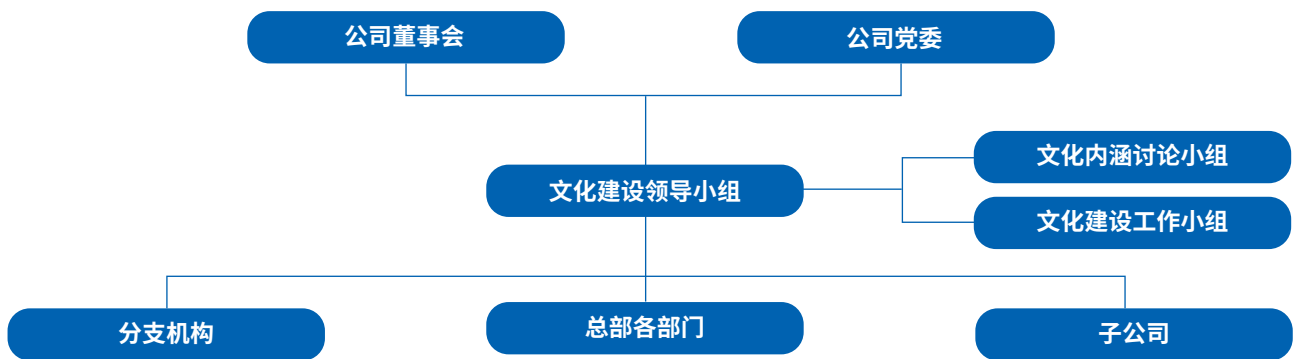 公司董事会
公司党委
文化建设领导小组
文化内涵讨论小组
文化建设工作小组
分支机构
总部各部门
子公司